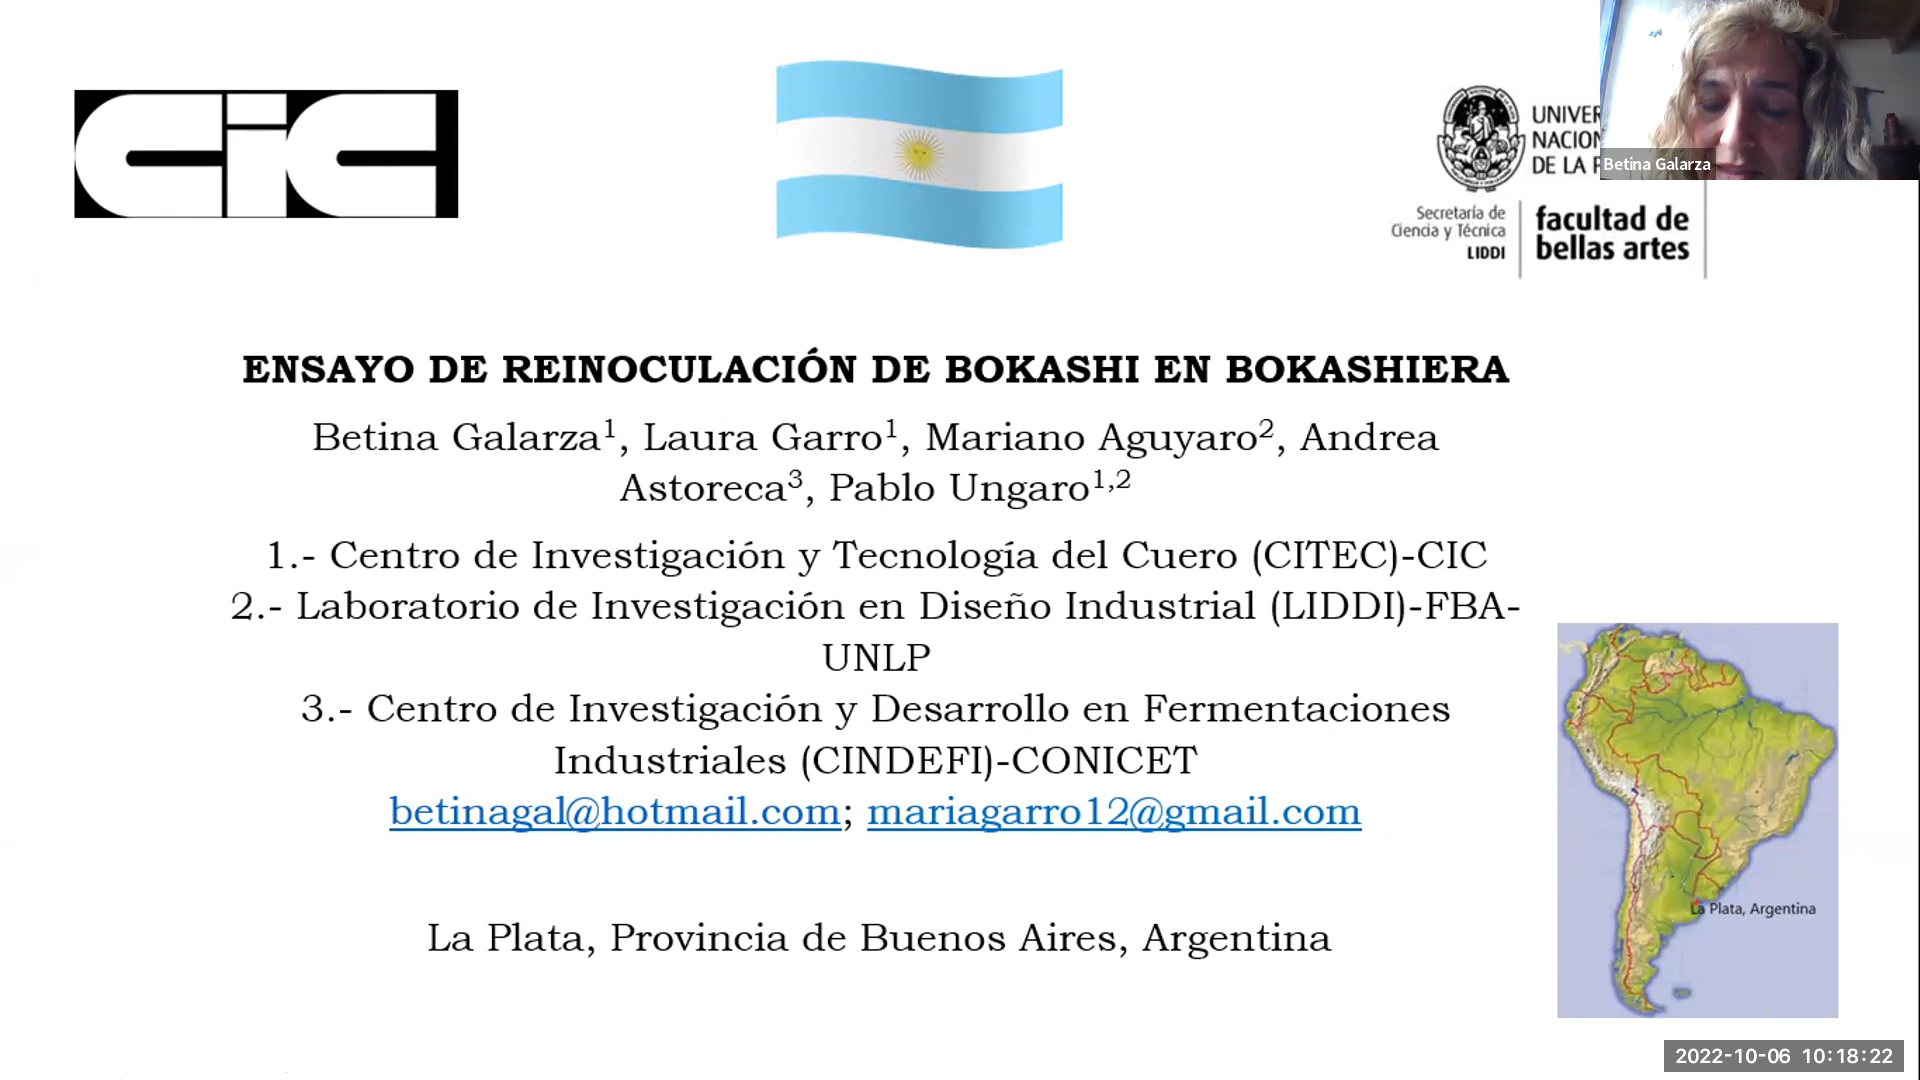 CiC
UNIVER
NACION
DE LA P
Betina Galarza
Secretaría de
Ciencia y Técnica
LIDDI
facultad de
bellas artes
ENSAYO DE REINOCULACIÓN DE BOKASHI EN BOKASHIERA
Betina Galarza¹, Laura Garro¹, Mariano Aguyaro², Andrea
Astoreca³, Pablo Ungaro¹,²
1.- Centro de Investigación y Tecnología del Cuero (CITEC)-CIC
2.- Laboratorio de Investigación en Diseño Industrial (LIDDI)-FBA-
UNLP
3.- Centro de Investigación y Desarrollo en Fermentaciones
Industriales (CINDEFI)-CONICET
betinagal@hotmail.com; mariagarro12@gmail.com
La Plata, Argentina
La Plata, Provincia de Buenos Aires, Argentina
2022-10-06 10:18:22